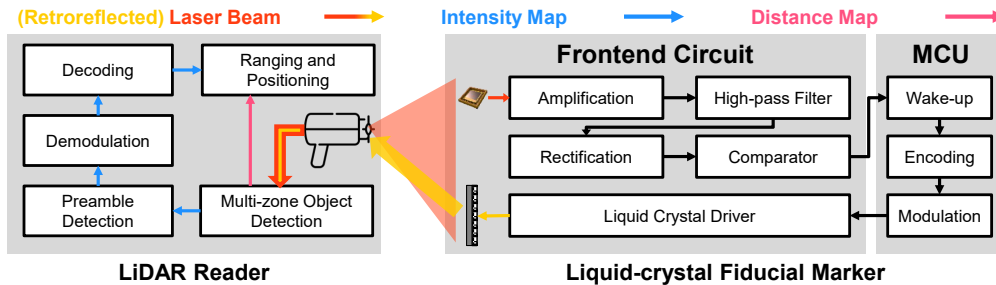 (Retroreflected) Laser Beam
Intensity Map
Distance Map
Decoding
Ranging and
Positioning
Demodulation
Preamble
Detection
Multi-zone Object
Detection
LiDAR Reader
Frontend Circuit
MCU
Amplification
High-pass Filter
Wake-up
Rectification
Comparator
Encoding
Liquid Crystal Driver
Modulation
Liquid-crystal Fiducial Marker